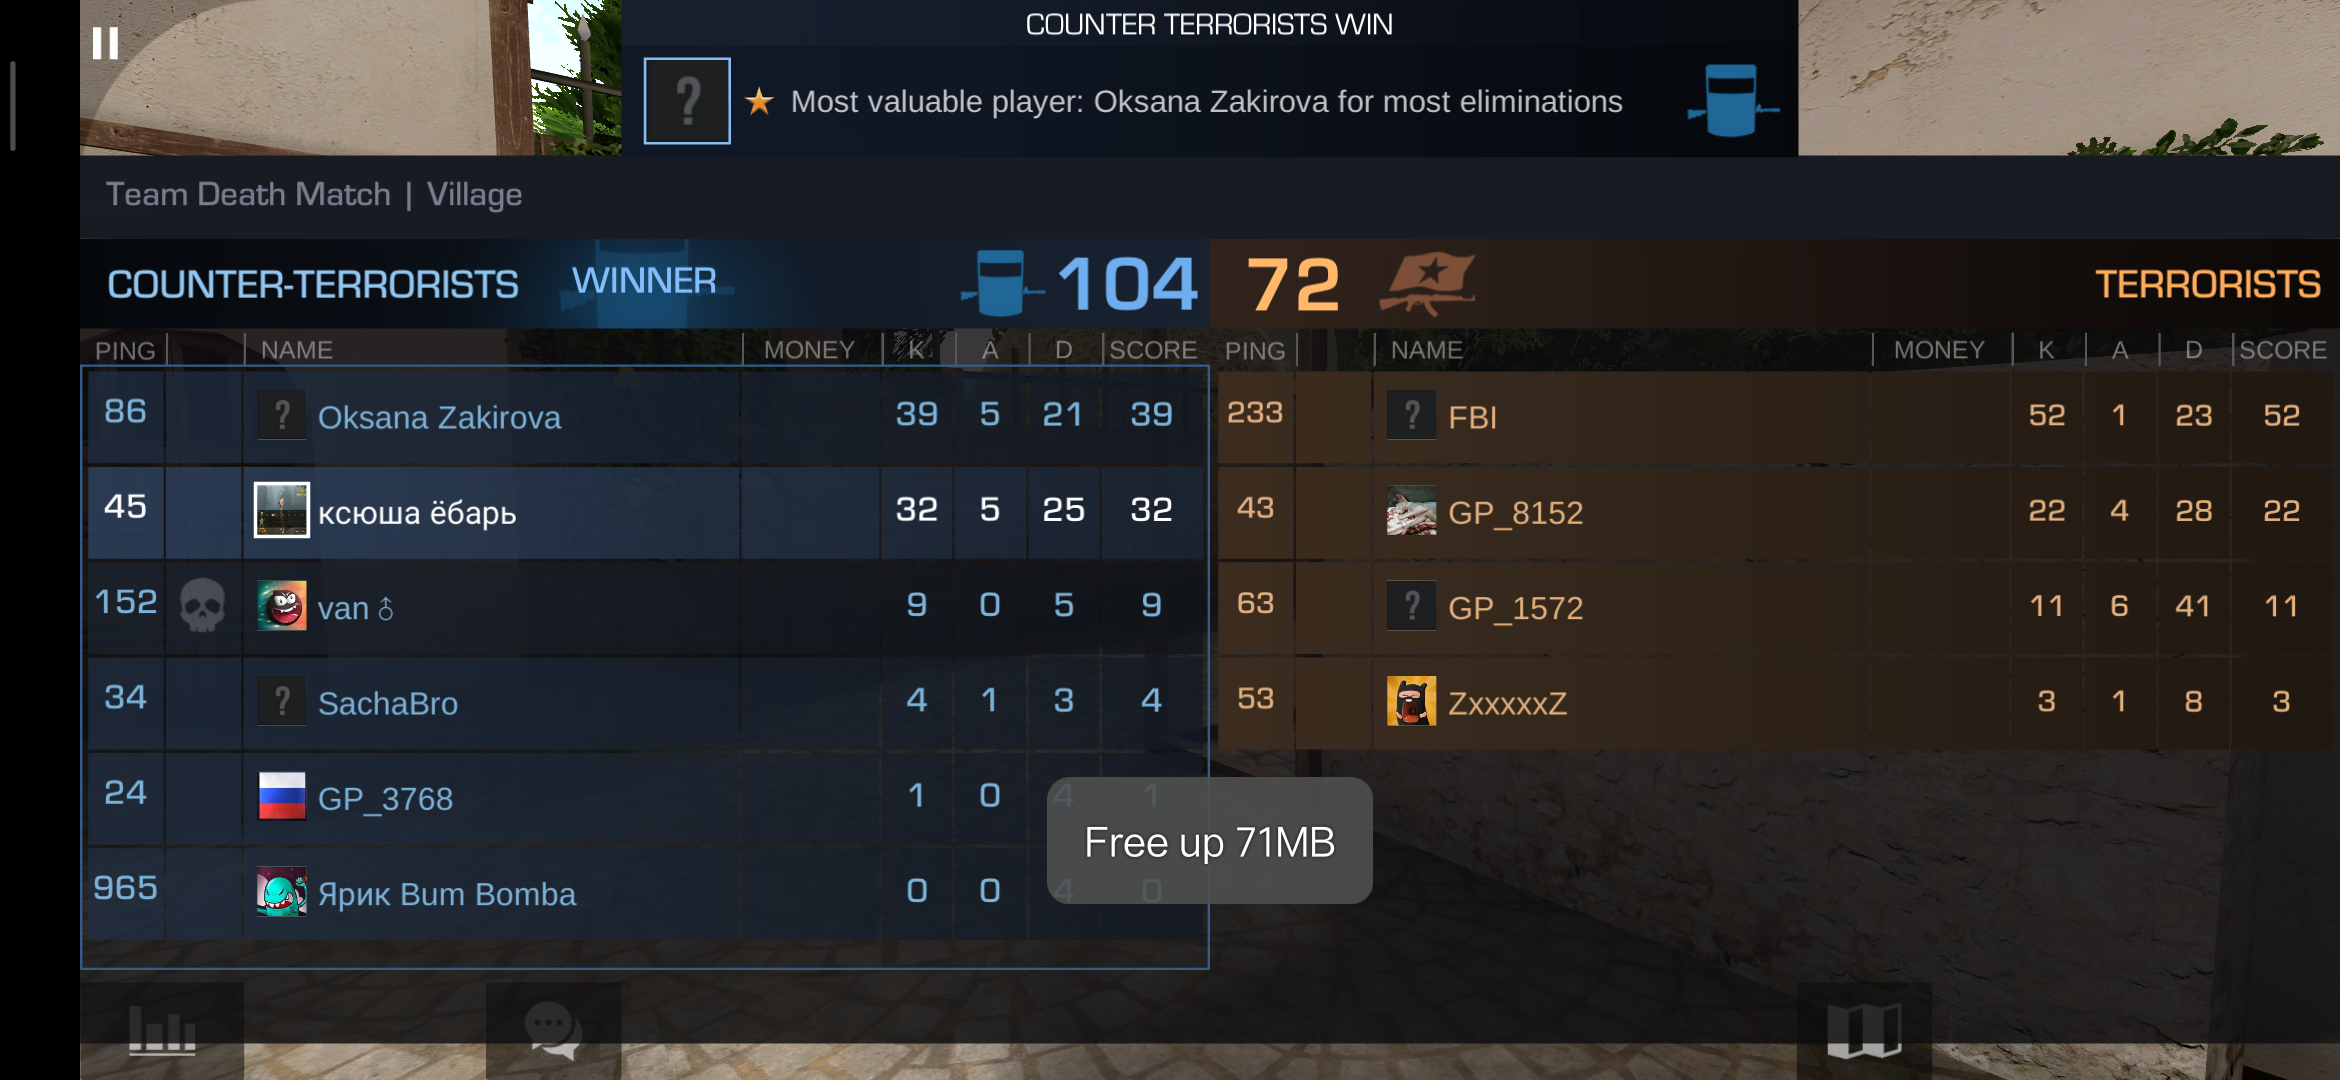 COUNTER TERRORISTS WIN
? ★ Most valuable player: Oksana Zakirova for most eliminations
Team Death Match | Village
COUNTER-TERRORISTS WINNER 104 72 TERRORISTS
PING NAME MONEY K A D SCORE PING NAME MONEY K A D SCORE
86 ? Oksana Zakirova 39 5 21 39 233 ? FBI 52 1 23 52
45 ксюша ёбарь 32 5 25 32 43 GP_8152 22 4 28 22
152 van ♂ 9 0 5 9 63 ? GP_1572 11 6 41 11
34 ? SachaBro 4 1 3 4 53 ZxxxxxZ 3 1 8 3
24 GP_3768 1 0 4 1
Free up 71MB
965 Ярик Bum Bomba 0 0 4 0